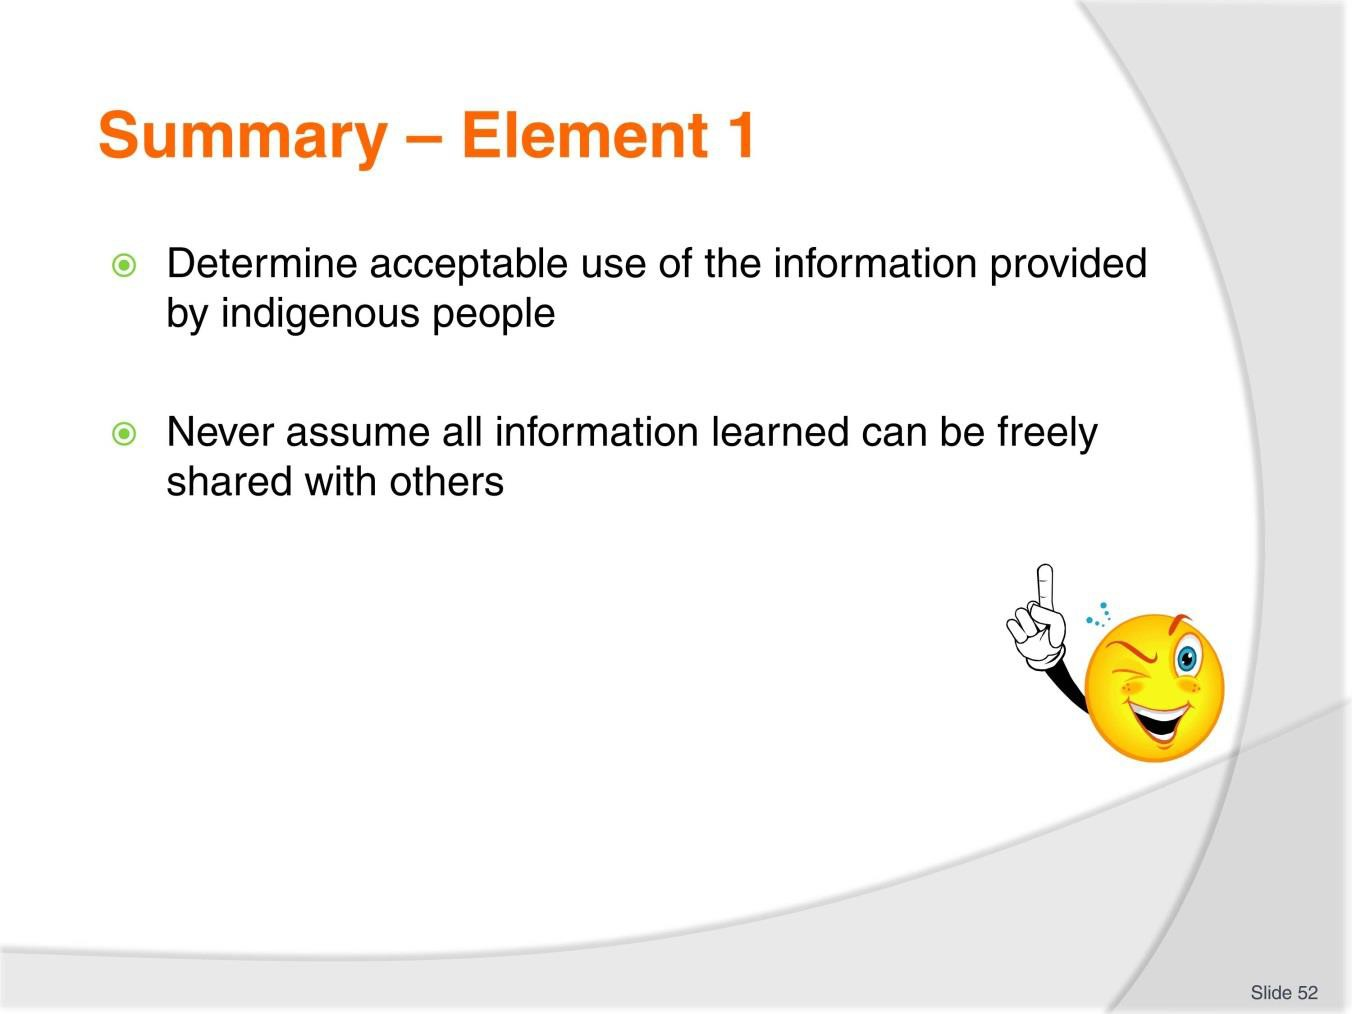 Summary – Element 1
Determine acceptable use of the information provided
by indigenous people
Never assume all information learned can be freely
shared with others
Slide 52